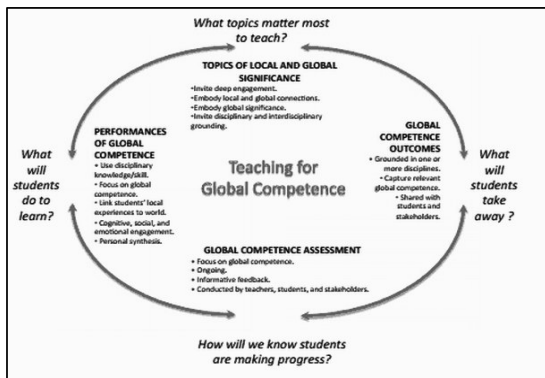 What topics matter most
to teach?
TOPICS OF LOCAL AND GLOBAL
SIGNIFICANCE
•Invite deep engagement.
•Embody local and global connections.
•Embody global significance.
•Invite disciplinary and interdisciplinary
grounding.
PERFORMANCES
OF GLOBAL
COMPETENCE
• Use disciplinary
knowledge/skill.
• Focus on global
competence.
• Link students' local
experiences to world.
• Cognitive, social, and
emotional engagement.
• Personal synthesis.
What
will
students
do to
learn?
Teaching for
Global Competence
GLOBAL
COMPETENCE
OUTCOMES
• Grounded in one or
more disciplines.
• Capture relevant
global competence.
• Shared with
students and
stakeholders.
What
will
students
take
away ?
GLOBAL COMPETENCE ASSESSMENT
• Focus on global competence.
• Ongoing.
• Informative feedback.
• Conducted by teachers, students, and stakeholders.
How will we know students
are making progress?